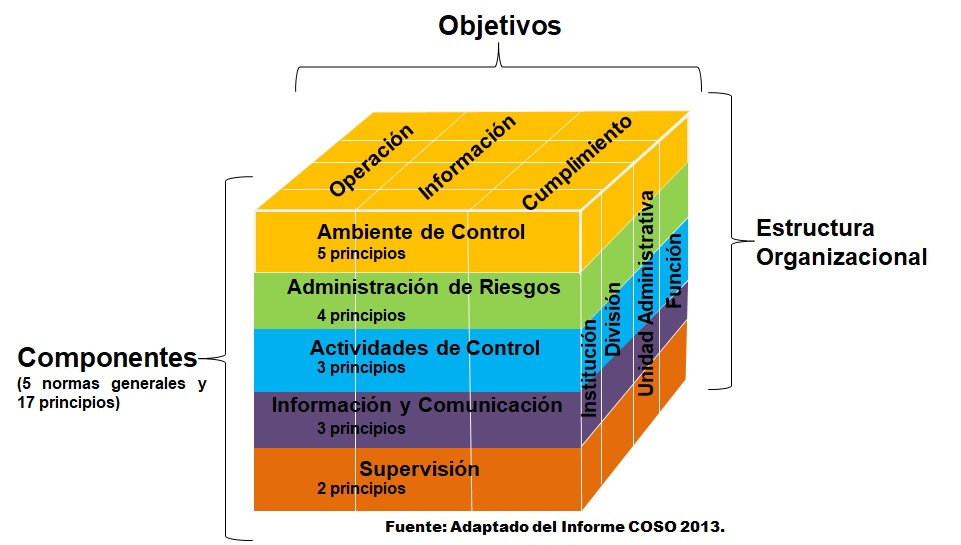 Objetivos
Operación
Información
Cumplimiento
Ambiente de Control
5 principios
Administración de Riesgos
4 principios
Actividades de Control
3 principios
Información y Comunicación
3 principios
Supervisión
2 principios
Institución
División
Unidad Administrativa
Función
Estructura
Organizacional
Componentes
(5 normas generales y
17 principios)
Fuente: Adaptado del Informe COSO 2013.